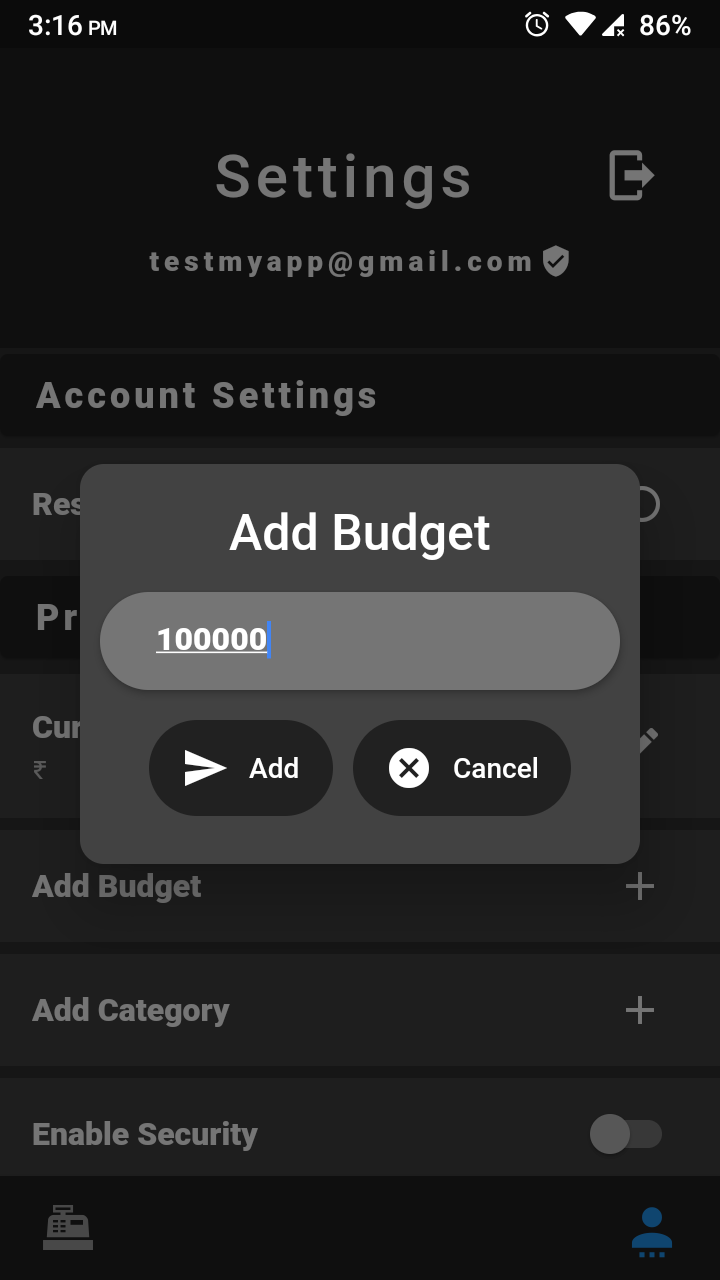 3:16 PM 86%
Settings
testmyapp@gmail.com
Account Settings
Res
Add Budget
100000
Pr
Cur
₹
Add Cancel
Add Budget
Add Category
Enable Security